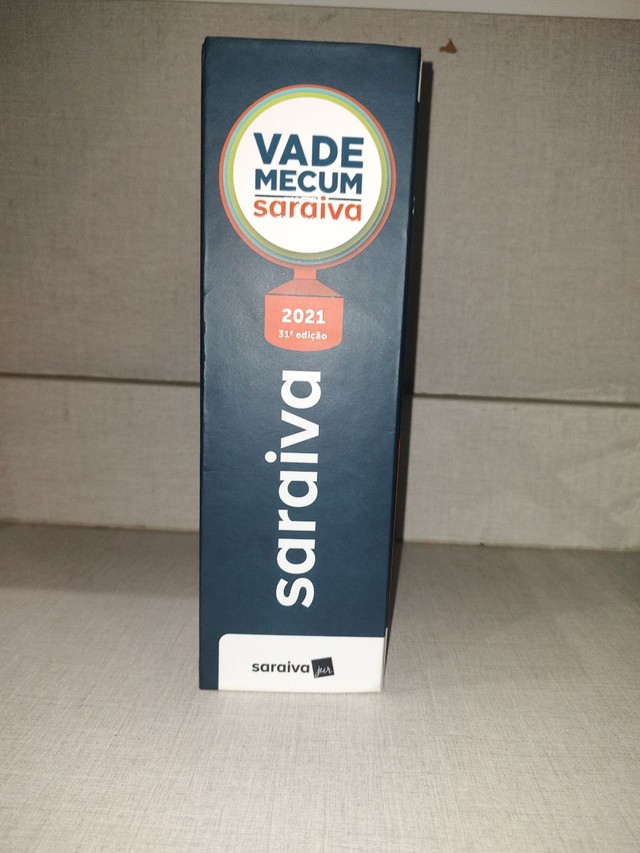 VADE
MECUM
saraiva
2021
31ª edição
saraiva
saraiva jur